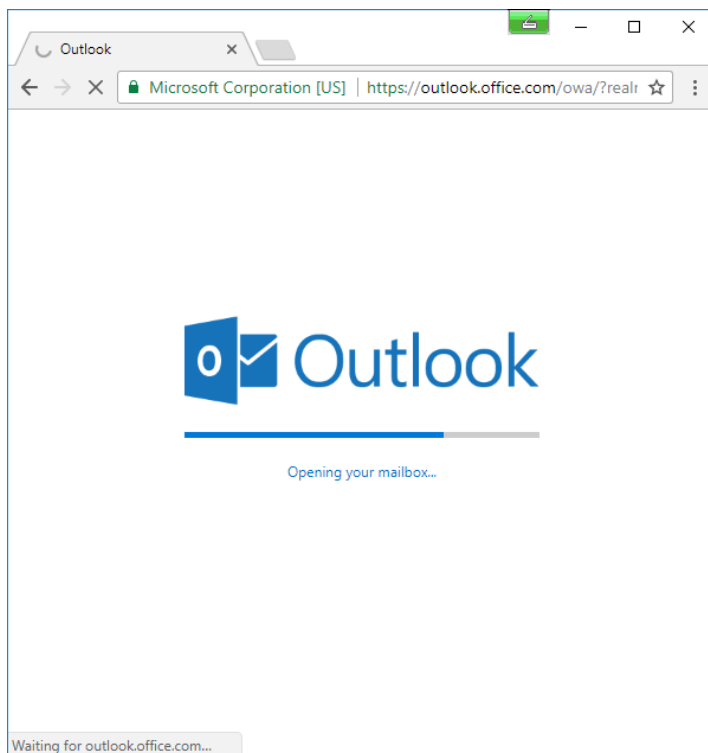 Outlook
Microsoft Corporation [US] https://outlook.office.com/owa/?realr
Outlook
Opening your mailbox...
Waiting for outlook.office.com...